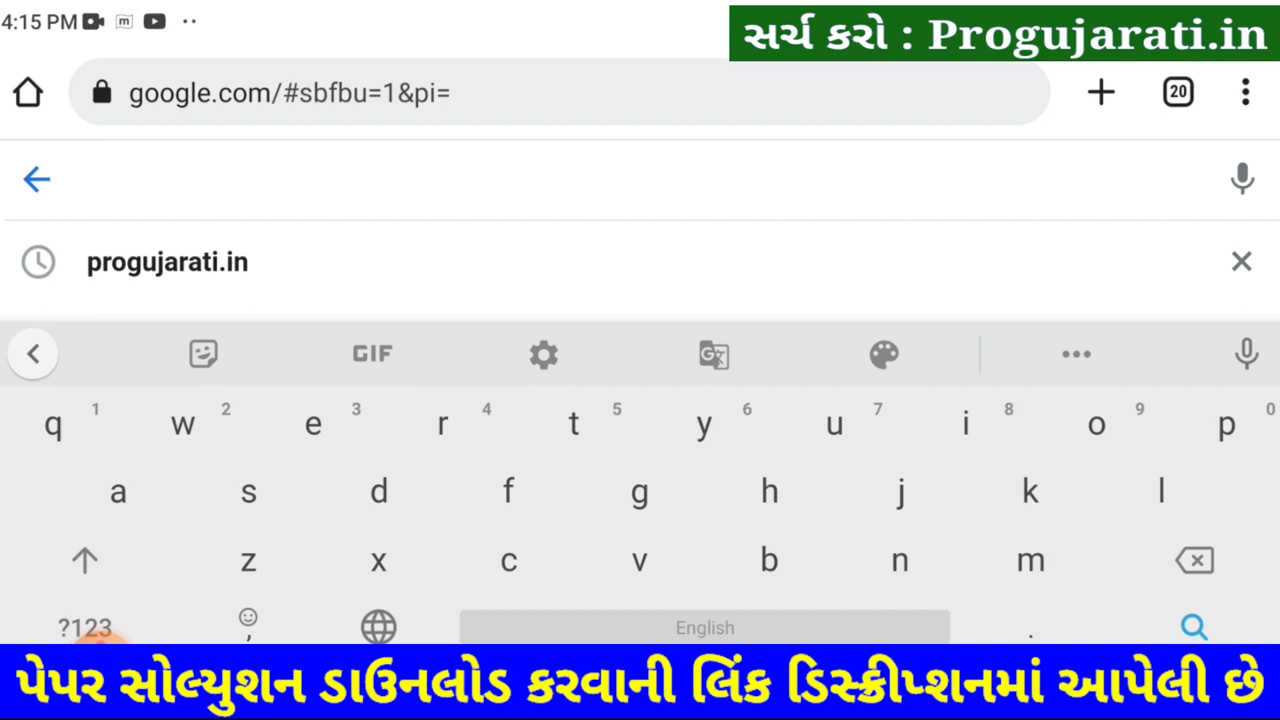 4:15 PM
સર્ચ કરો : Progujarati.in
google.com/#sbfbu=1&pi=
20
progujarati.in
GIF
q 1 w 2 e 3 r 4 t 5 y 6 u 7 i 8 o 9 p 0
a s d f g h j k l
z x c v b n m
?123 , English .
પેપર સોલ્યુશન ડાઉનલોડ કરવાની લિંક ડિસ્ક્રીપ્શનમાં આપેલી છે